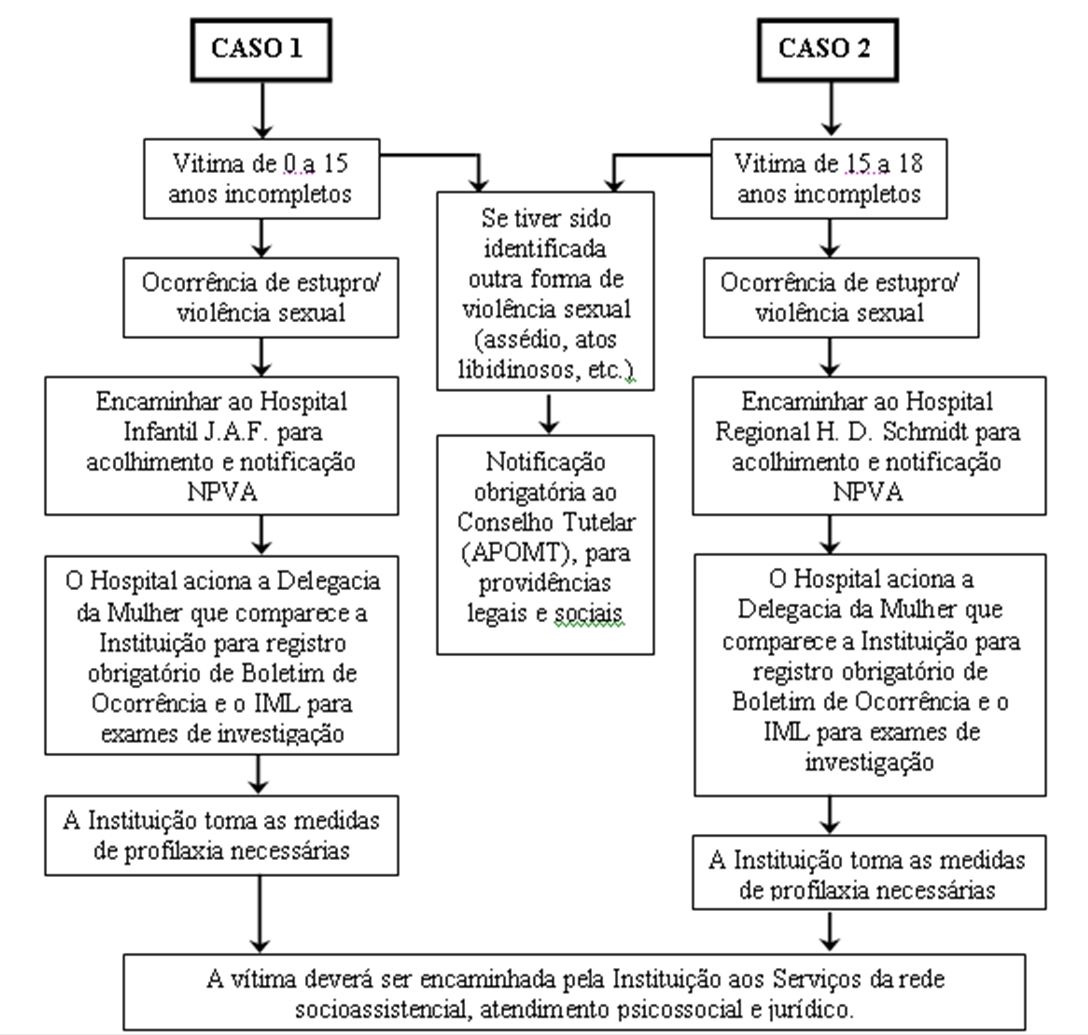 CASO 1
Vitima de 0 a 15
anos incompletos
Ocorrência de estupro/
violência sexual
Encaminhar ao Hospital
Infantil J.A.F. para
acolhimento e notificação
NPVA
O Hospital aciona a Delegacia
da Mulher que comparece a
Instituição para registro
obrigatório de Boletim de
Ocorrência e o IML para
exames de investigação
A Instituição toma as medidas
de profilaxia necessárias
Se tiver sido
identificada
outra forma de
violência sexual
(assédio, atos
libidinosos, etc.)
Notificação
obrigatória ao
Conselho Tutelar
(APOMT), para
providências
legais e sociais
CASO 2
Vitima de 15 a 18
anos incompletos
Ocorrência de estupro/
violência sexual
Encaminhar ao Hospital
Regional H. D. Schmidt para
acolhimento e notificação
NPVA
O Hospital aciona a
Delegacia da Mulher que
comparece a Instituição para
registro obrigatório de
Boletim de Ocorrência e o
IML para exames de
investigação
A Instituição toma as medidas
de profilaxia necessárias
A vítima deverá ser encaminhada pela Instituição aos Serviços da rede
socioassistencial, atendimento psicossocial e jurídico.